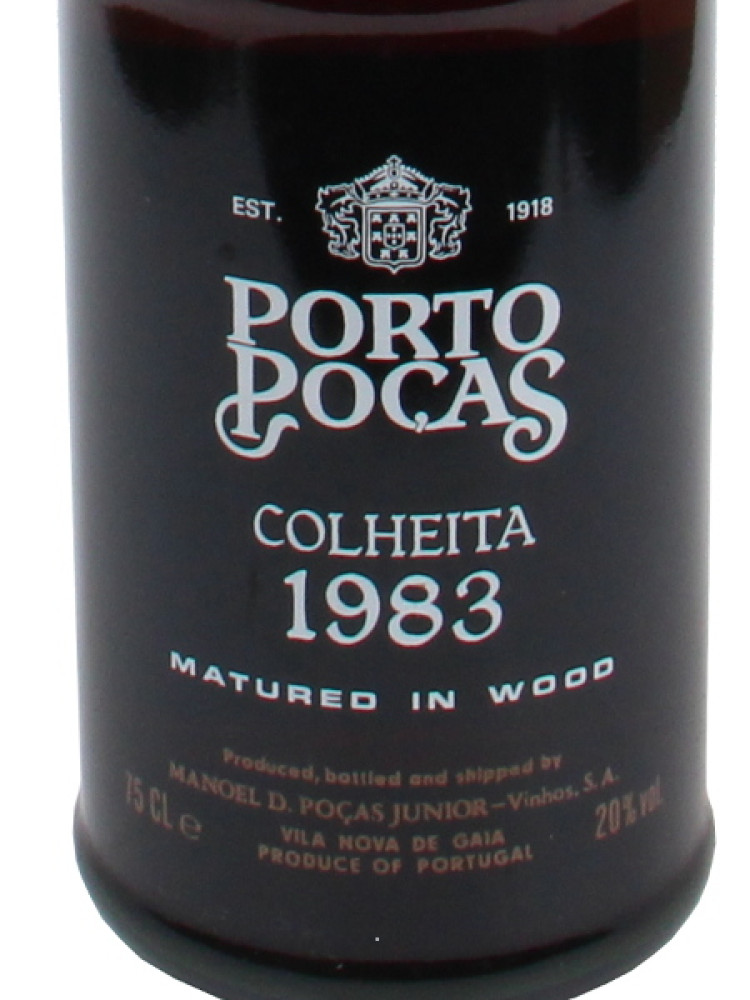 EST. 1918
PORTO
POÇAS
COLHEITA
1983
MATURED IN WOOD
Produced, bottled and shipped by
MANOEL D. POÇAS JUNIOR-Vinhos, S. A.
75 CL ℮ VILA NOVA DE GAIA 20% vol.
PRODUCE OF PORTUGAL